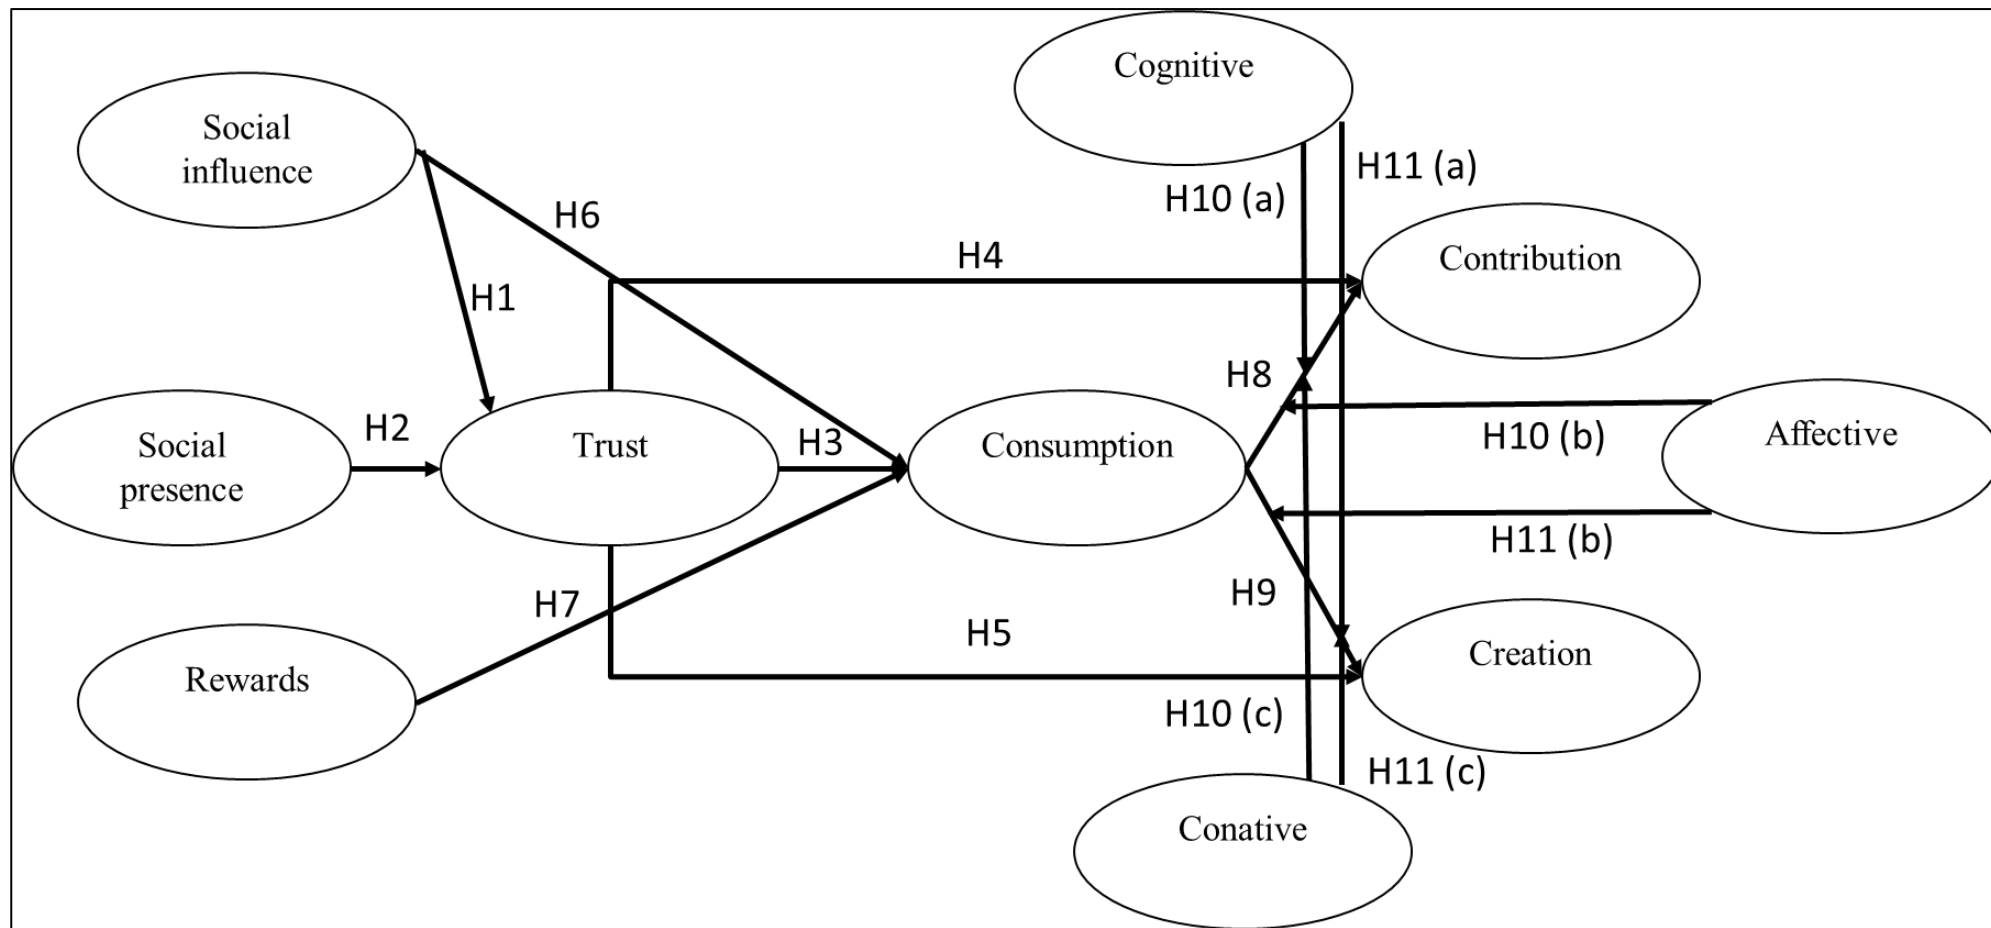 Cognitive
Social
influence
H11 (a)
H10 (a)
H6
H4
Contribution
H1
H8
H2
Social
presence
Trust
H3
Consumption
H10 (b)
Affective
H11 (b)
H7
H9
H5
Rewards
Creation
H10 (c)
H11 (c)
Conative